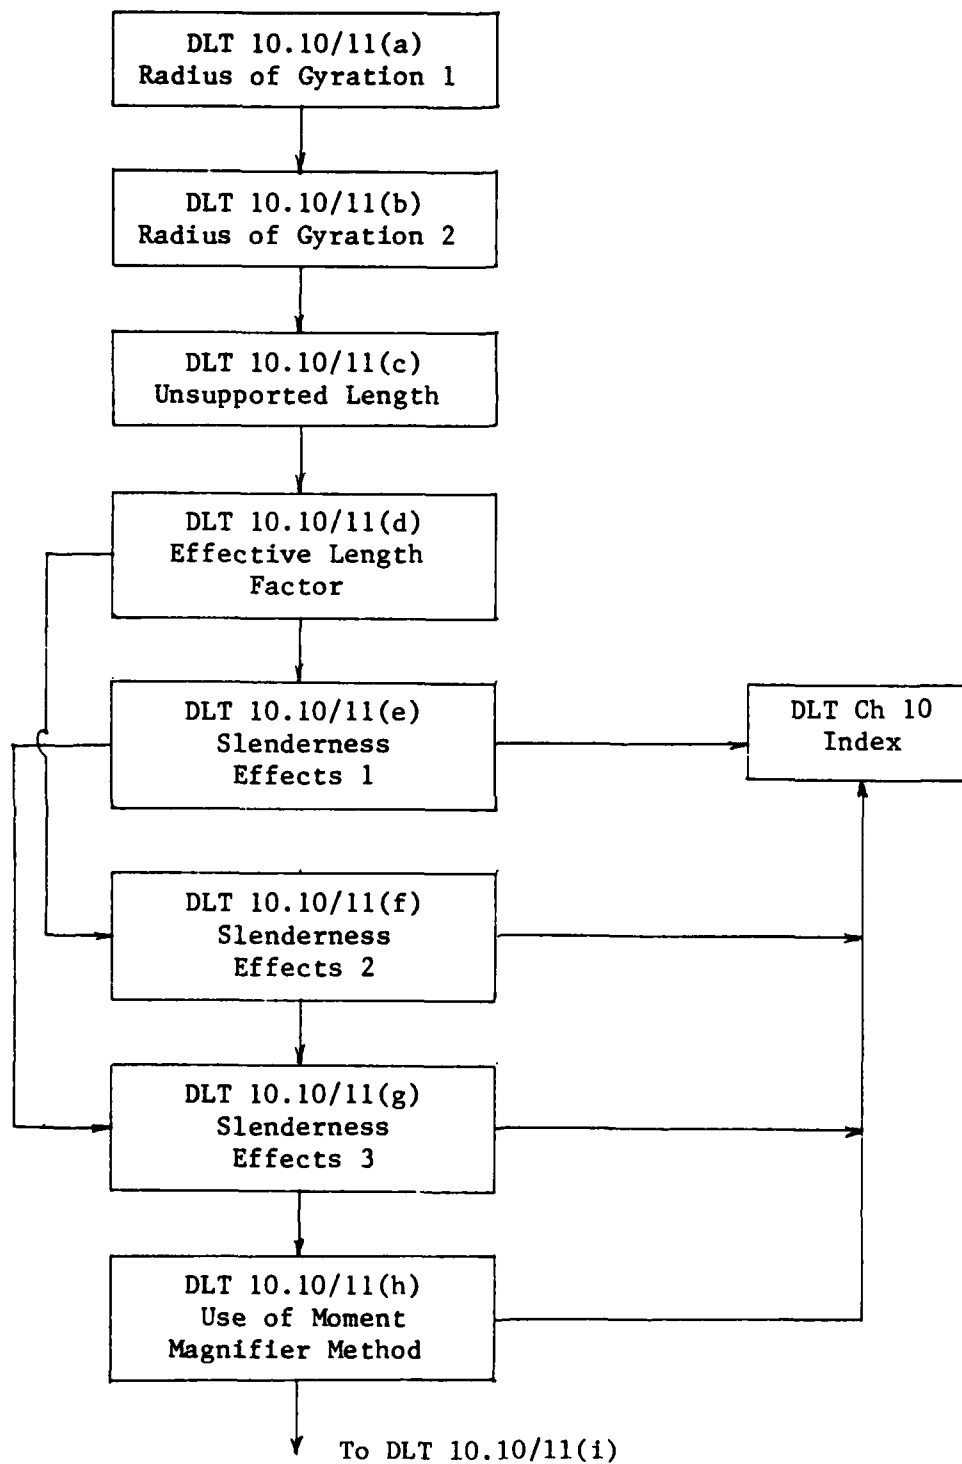 DLT 10.10/11(a)
Radius of Gyration 1
DLT 10.10/11(b)
Radius of Gyration 2
DLT 10.10/11(c)
Unsupported Length
DLT 10.10/11(d)
Effective Length
Factor
DLT 10.10/11(e)
Slenderness
Effects 1
DLT Ch 10
Index
DLT 10.10/11(f)
Slenderness
Effects 2
DLT 10.10/11(g)
Slenderness
Effects 3
DLT 10.10/11(h)
Use of Moment
Magnifier Method
To DLT 10.10/11(i)